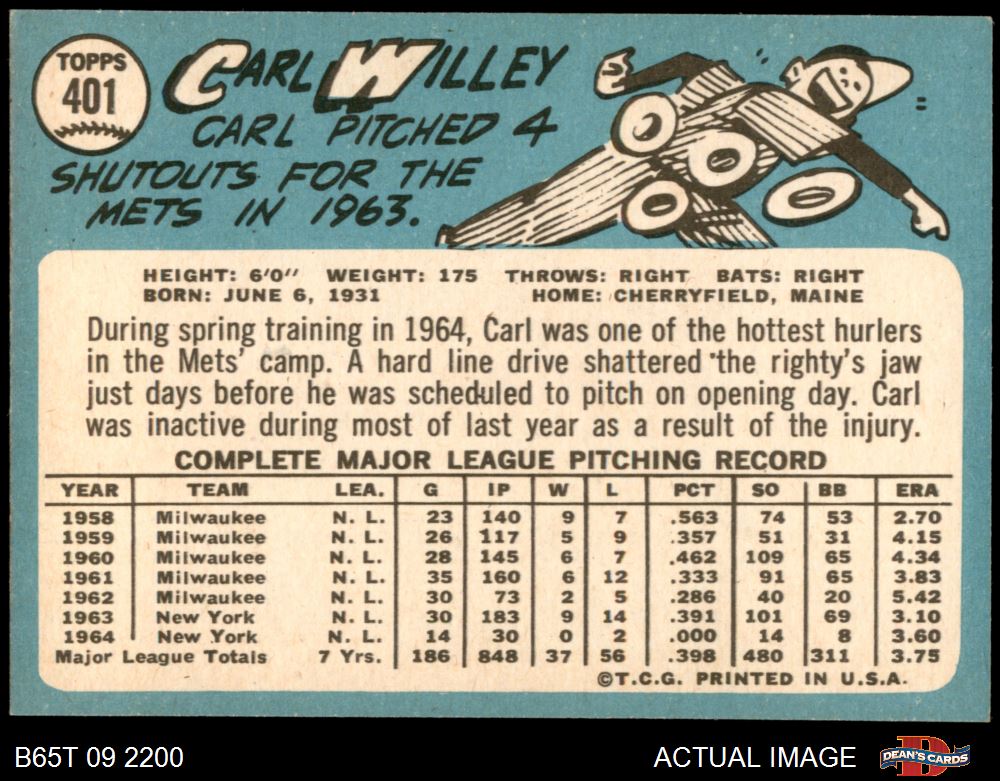 TOPPS
401
CARL WILLEY
CARL PITCHED 4
SHUTOUTS FOR THE
METS IN 1963.
HEIGHT: 6'0" WEIGHT: 175 THROWS: RIGHT BATS: RIGHT
BORN: JUNE 6, 1931 HOME: CHERRYFIELD, MAINE
During spring training in 1964, Carl was one of the hottest hurlers
in the Mets' camp. A hard line drive shattered the righty's jaw
just days before he was scheduled to pitch on opening day. Carl
was inactive during most of last year as a result of the injury.
COMPLETE MAJOR LEAGUE PITCHING RECORD
YEAR TEAM LEA. G IP W L PCT SO BB ERA
1958 Milwaukee N. L. 23 140 9 7 .563 74 53 2.70
1959 Milwaukee N. L. 26 117 5 9 .357 51 31 4.15
1960 Milwaukee N. L. 28 145 6 7 .462 109 65 4.34
1961 Milwaukee N. L. 35 160 6 12 .333 91 65 3.83
1962 Milwaukee N. L. 30 73 2 5 .286 40 20 5.42
1963 New York N. L. 30 183 9 14 .391 101 69 3.10
1964 New York N. L. 14 30 0 2 .000 14 8 3.60
Major League Totals 7 Yrs. 186 848 37 56 .398 480 311 3.75
©T.C.G. PRINTED IN U.S.A.
B65T 09 2200 ACTUAL IMAGE DEAN'S CARDS